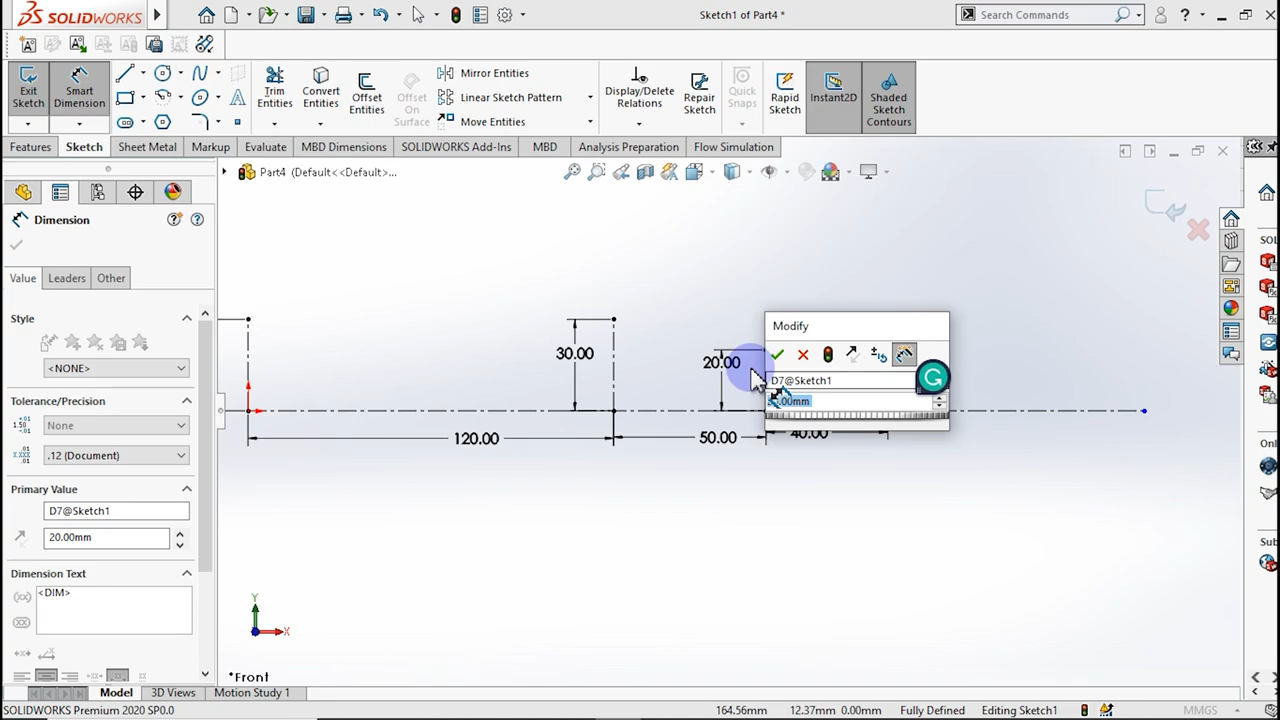 SOLIDWORKS
Sketch1 of Part4 *
Search Commands
?
Exit
Sketch
Smart
Dimension
Trim
Entities
Convert
Entities
Offset
Entities
Offset
On
Surface
Mirror Entities
Linear Sketch Pattern
Move Entities
Display/Delete
Relations
Repair
Sketch
Quick
Snaps
Rapid
Sketch
Instant2D
Shaded
Sketch
Contours
Features
Sketch
Sheet Metal
Markup
Evaluate
MBD Dimensions
SOLIDWORKS Add-Ins
MBD
Analysis Preparation
Flow Simulation
Part4 (Default<<Default>...
Dimension
Value
Leaders
Other
Style
<NONE>
Tolerance/Precision
None
.12 (Document)
Primary Value
D7@Sketch1
20.00mm
Dimension Text
<DIM>
30.00
20.00
120.00
50.00
40.00
Modify
D7@Sketch1
G
Y
X
*Front
SO
Onl
Sub
Model
3D Views
Motion Study 1
SOLIDWORKS Premium 2020 SP0.0
164.56mm
12.37mm
0.00mm
Fully Defined
Editing Sketch1
MMGS